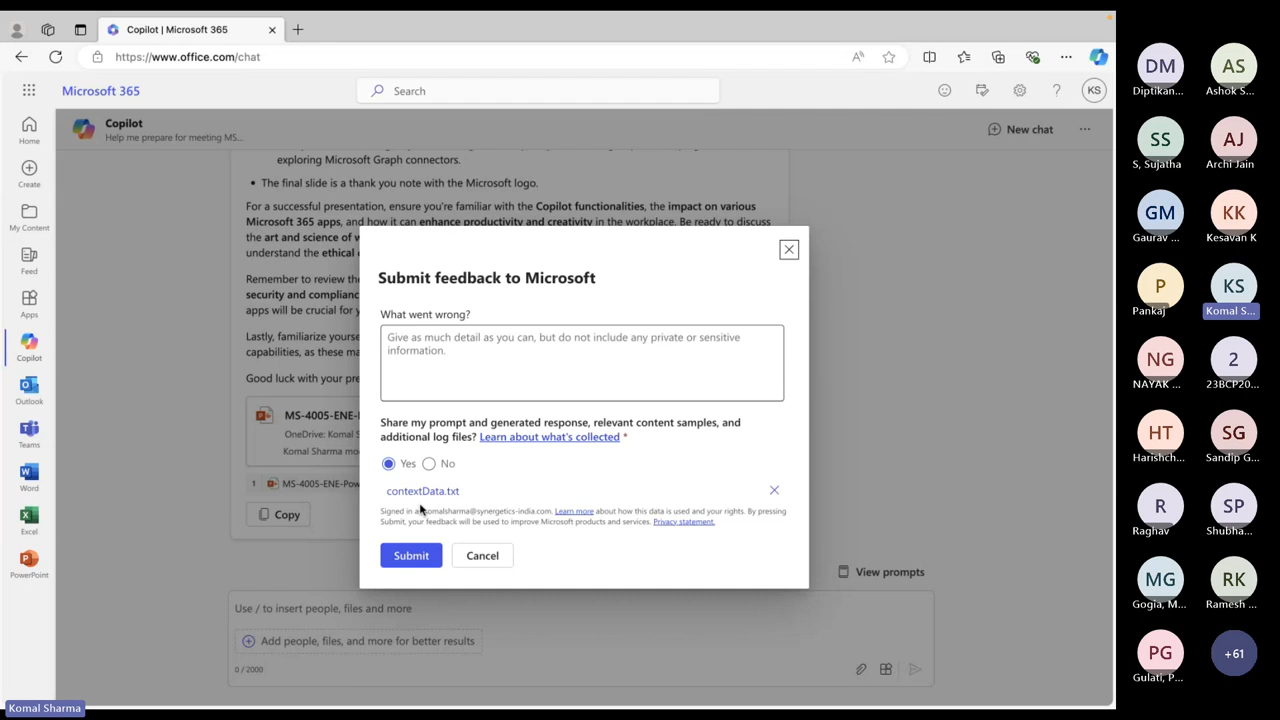 Copilot | Microsoft 365
https://www.office.com/chat
Microsoft 365
Search
KS
Home
Create
My Content
Feed
Apps
Copilot
Outlook
Teams
Word
Excel
PowerPoint
Copilot
Help me prepare for meeting MS...
New chat
exploring Microsoft Graph connectors.
• The final slide is a thank you note with the Microsoft logo.
For a successful presentation, ensure you're familiar with the Copilot functionalities, the impact on various
Microsoft 365 apps, and how it can enhance productivity and creativity in the workplace. Be ready to discuss
the art and science of
understand the ethical
Remember to review the
security and complianc
apps will be crucial for
Lastly, familiarize yourse
capabilities, as these ma
Good luck with your pre
MS-4005-ENE-
OneDrive: Komal S
Komal Sharma mo
1 MS-4005-ENE-Pow
Copy
Submit feedback to Microsoft
What went wrong?
Give as much detail as you can, but do not include any private or sensitive
information.
Share my prompt and generated response, relevant content samples, and
additional log files? Learn about what's collected *
Yes No
contextData.txt
Signed in as komalsharma@synergetics-india.com. Learn more about how this data is used and your rights. By pressing
Submit, your feedback will be used to improve Microsoft products and services. Privacy statement.
Submit Cancel
View prompts
Use / to insert people, files and more
Add people, files, and more for better results
0 / 2000
Komal Sharma
DM AS
Diptikan... Ashok S...
SS AJ
S, Sujatha Archi Jain
GM KK
Gaurav ... Kesavan K
P KS
Pankaj Komal S...
NG 2
NAYAK ... 23BCP20...
HT SG
Harishch... Sandip G...
R SP
Raghav Shubha...
MG RK
Gogia, M... Ramesh ...
PG +61
Gulati, P...